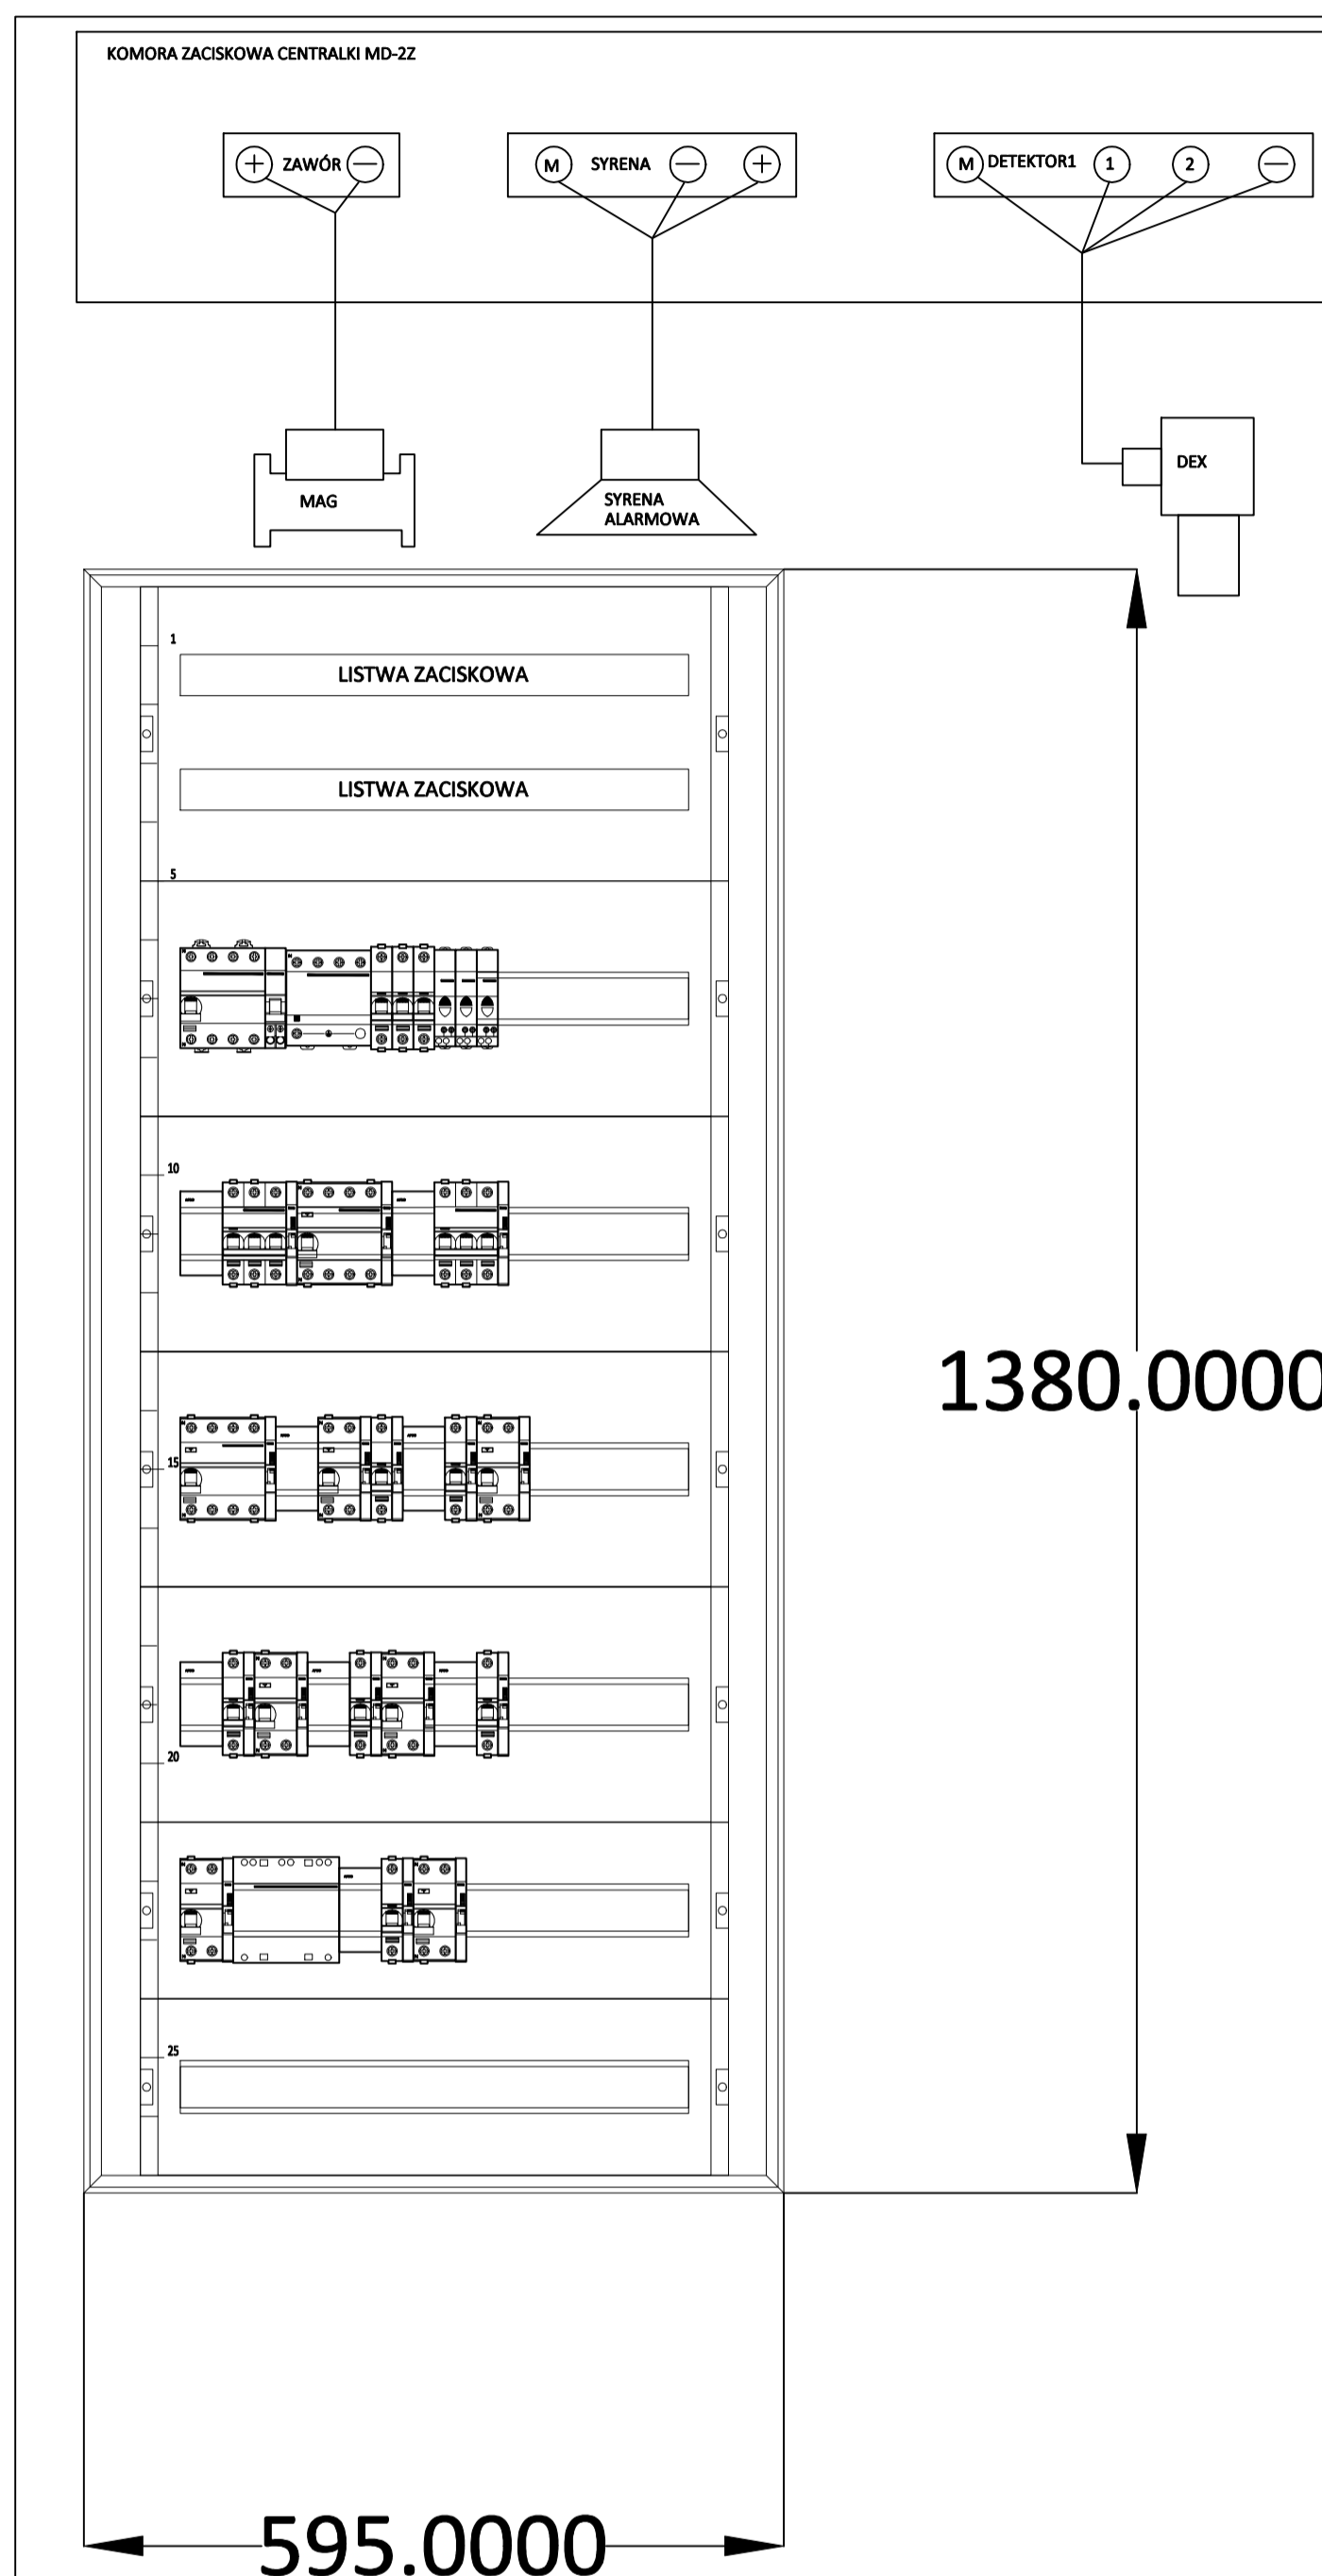 KOMORA ZACISKOWA CENTRALKI MD-2Z
+ ZAWÓR —
M SYRENA — +
M DETEKTOR1 1 2 —
MAG
SYRENA
ALARMOWA
DEX
1
LISTWA ZACISKOWA
LISTWA ZACISKOWA
5
10
1380.0000
15
20
25
595.0000